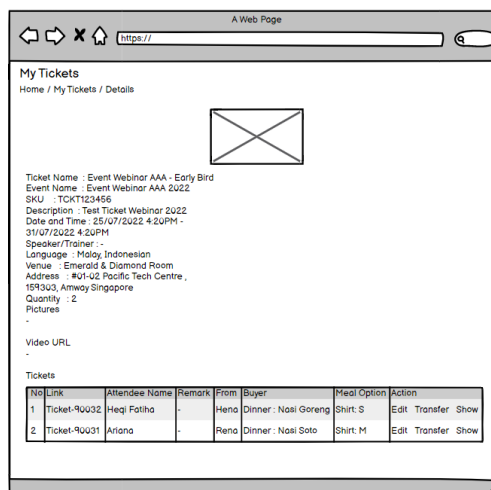 A Web Page
https://
My Tickets
Home / My Tickets / Details
Ticket Name : Event Webinar AAA - Early Bird
Event Name : Event Webinar AAA 2022
SKU : TCKT123456
Description : Test Ticket Webinar 2022
Date and Time : 25/07/2022 4:20PM -
31/07/2022 4:20PM
Speaker/Trainer : -
Language : Malay, Indonesian
Venue : Emerald & Diamond Room
Address : #01-02 Pacific Tech Centre ,
159303, Amway Singapore
Quantity : 2
Pictures
-
Video URL
-
Tickets
No Link Attendee Name Remark From Buyer Meal Option Action
1 Ticket-90032 Heqi Fatiha - Hena Dinner : Nasi Goreng Shirt: S Edit Transfer Show
2 Ticket-90031 Ariana - Rena Dinner : Nasi Soto Shirt: M Edit Transfer Show